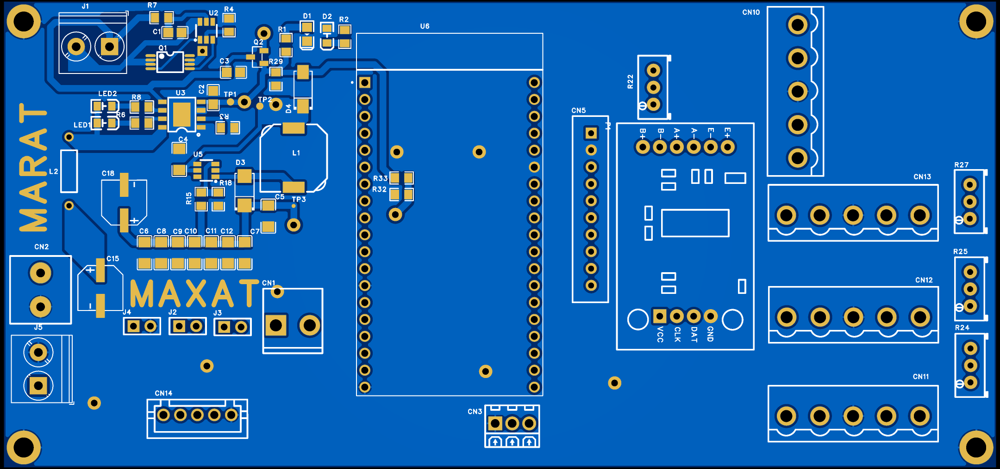 J1
R7
U2
R4
C1
Q1
Q2
R1
D1
D2
R2
U6
CN10
C3
R29
R22
C2
LED2
R8
U3
TP1
TP2
D4
R6
LED1
R3
CN5
P1
B+
B-
A+
A-
E-
E+
MARAT
C4
U5
L1
L2
D3
C18
R18
R33
R32
R15
C5
TP3
R27
CN13
C6
C8
C9
C10
C11
C12
C7
CN2
C15
R25
MAXAT
CN1
CN12
J4
J2
J3
J5
VCC
CLK
DAT
GND
R24
CN11
CN14
CN3